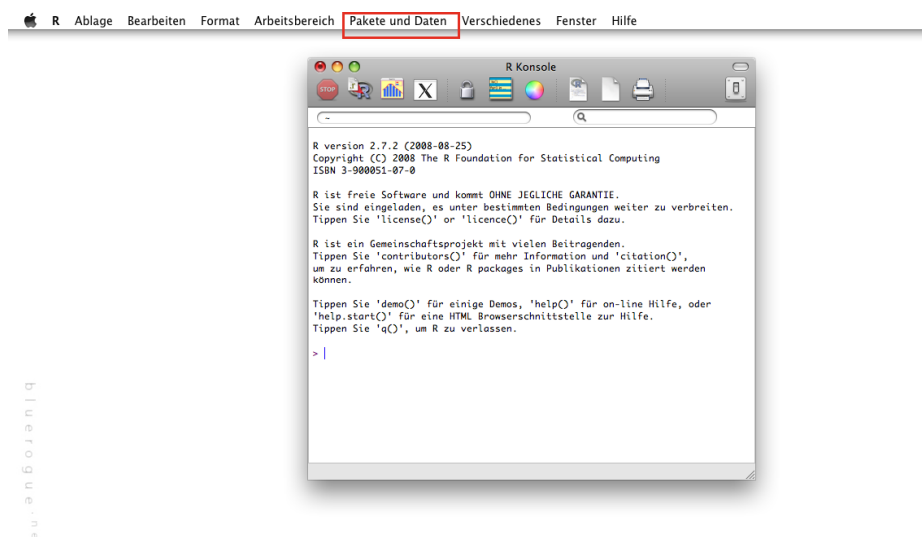 R Ablage Bearbeiten Format Arbeitsbereich Pakete und Daten Verschiedenes Fenster Hilfe
R Konsole
STOP
R version 2.7.2 (2008-08-25)
Copyright (C) 2008 The R Foundation for Statistical Computing
ISBN 3-900051-07-0
R ist freie Software und kommt OHNE JEGLICHE GARANTIE.
Sie sind eingeladen, es unter bestimmten Bedingungen weiter zu verbreiten.
Tippen Sie 'license()' or 'licence()' für Details dazu.
R ist ein Gemeinschaftsprojekt mit vielen Beitragenden.
Tippen Sie 'contributors()' für mehr Information und 'citation()',
um zu erfahren, wie R oder R packages in Publikationen zitiert werden
können.
Tippen Sie 'demo()' für einige Demos, 'help()' für on-line Hilfe, oder
'help.start()' für eine HTML Browserschnittstelle zur Hilfe.
Tippen Sie 'q()', um R zu verlassen.
>
bluerogue.ne